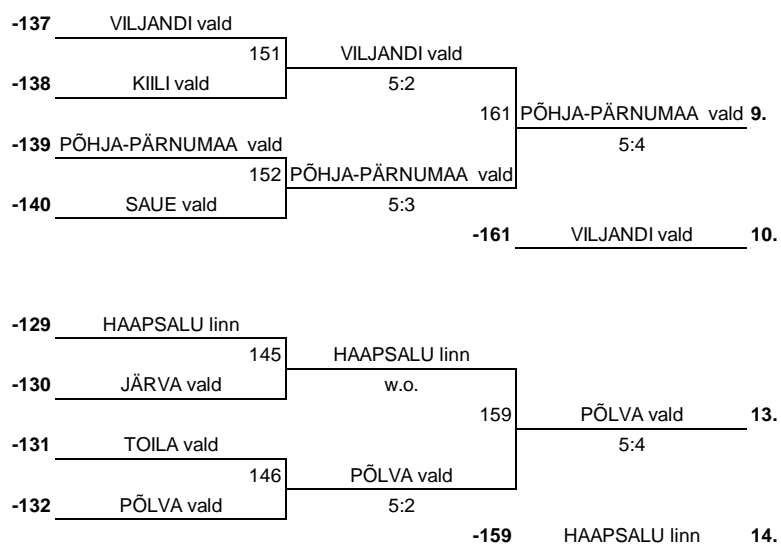 -137 VILJANDI vald
151 VILJANDI vald
-138 KIILI vald 5:2
161 PÕHJA-PÄRNUMAA vald 9.
-139 PÕHJA-PÄRNUMAA vald 5:4
152 PÕHJA-PÄRNUMAA vald
-140 SAUE vald 5:3
-161 VILJANDI vald 10.
-129 HAAPSALU linn
145 HAAPSALU linn
-130 JÄRVA vald w.o.
159 PÕLVA vald 13.
-131 TOILA vald 5:4
146 PÕLVA vald
-132 PÕLVA vald 5:2
-159 HAAPSALU linn 14.